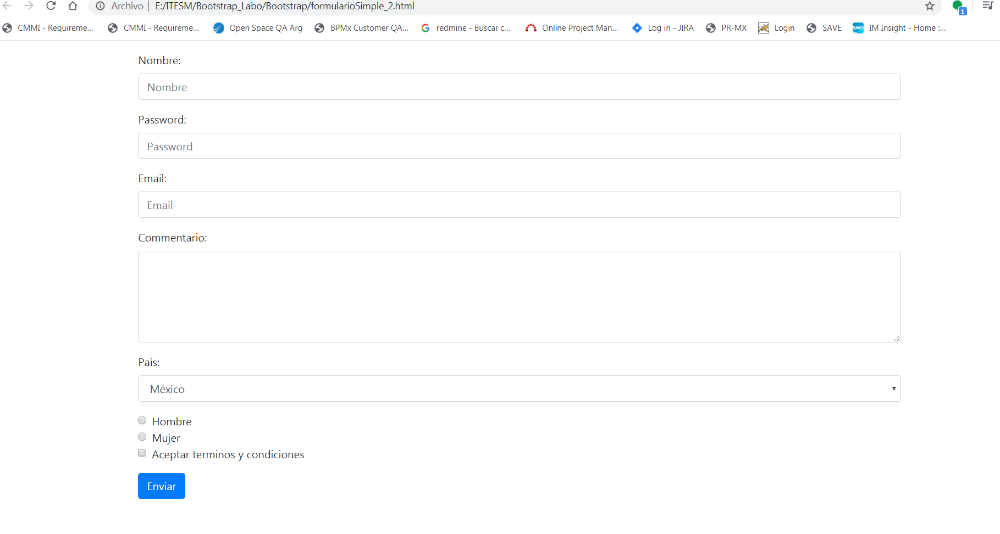 Archivo | E:/ITESM/Bootstrap_Labo/Bootstrap/formularioSimple_2.html
1
CMMI - Requireme... CMMI - Requireme... Open Space QA Arg BPMx Customer QA... redmine - Buscar c... Online Project Man... Log in - JIRA PR-MX Login SAVE SAVO IM Insight - Home :...
Nombre:
Nombre
Password:
Password
Email:
Email
Commentario:
País:
México
Hombre
Mujer
Aceptar terminos y condiciones
Enviar